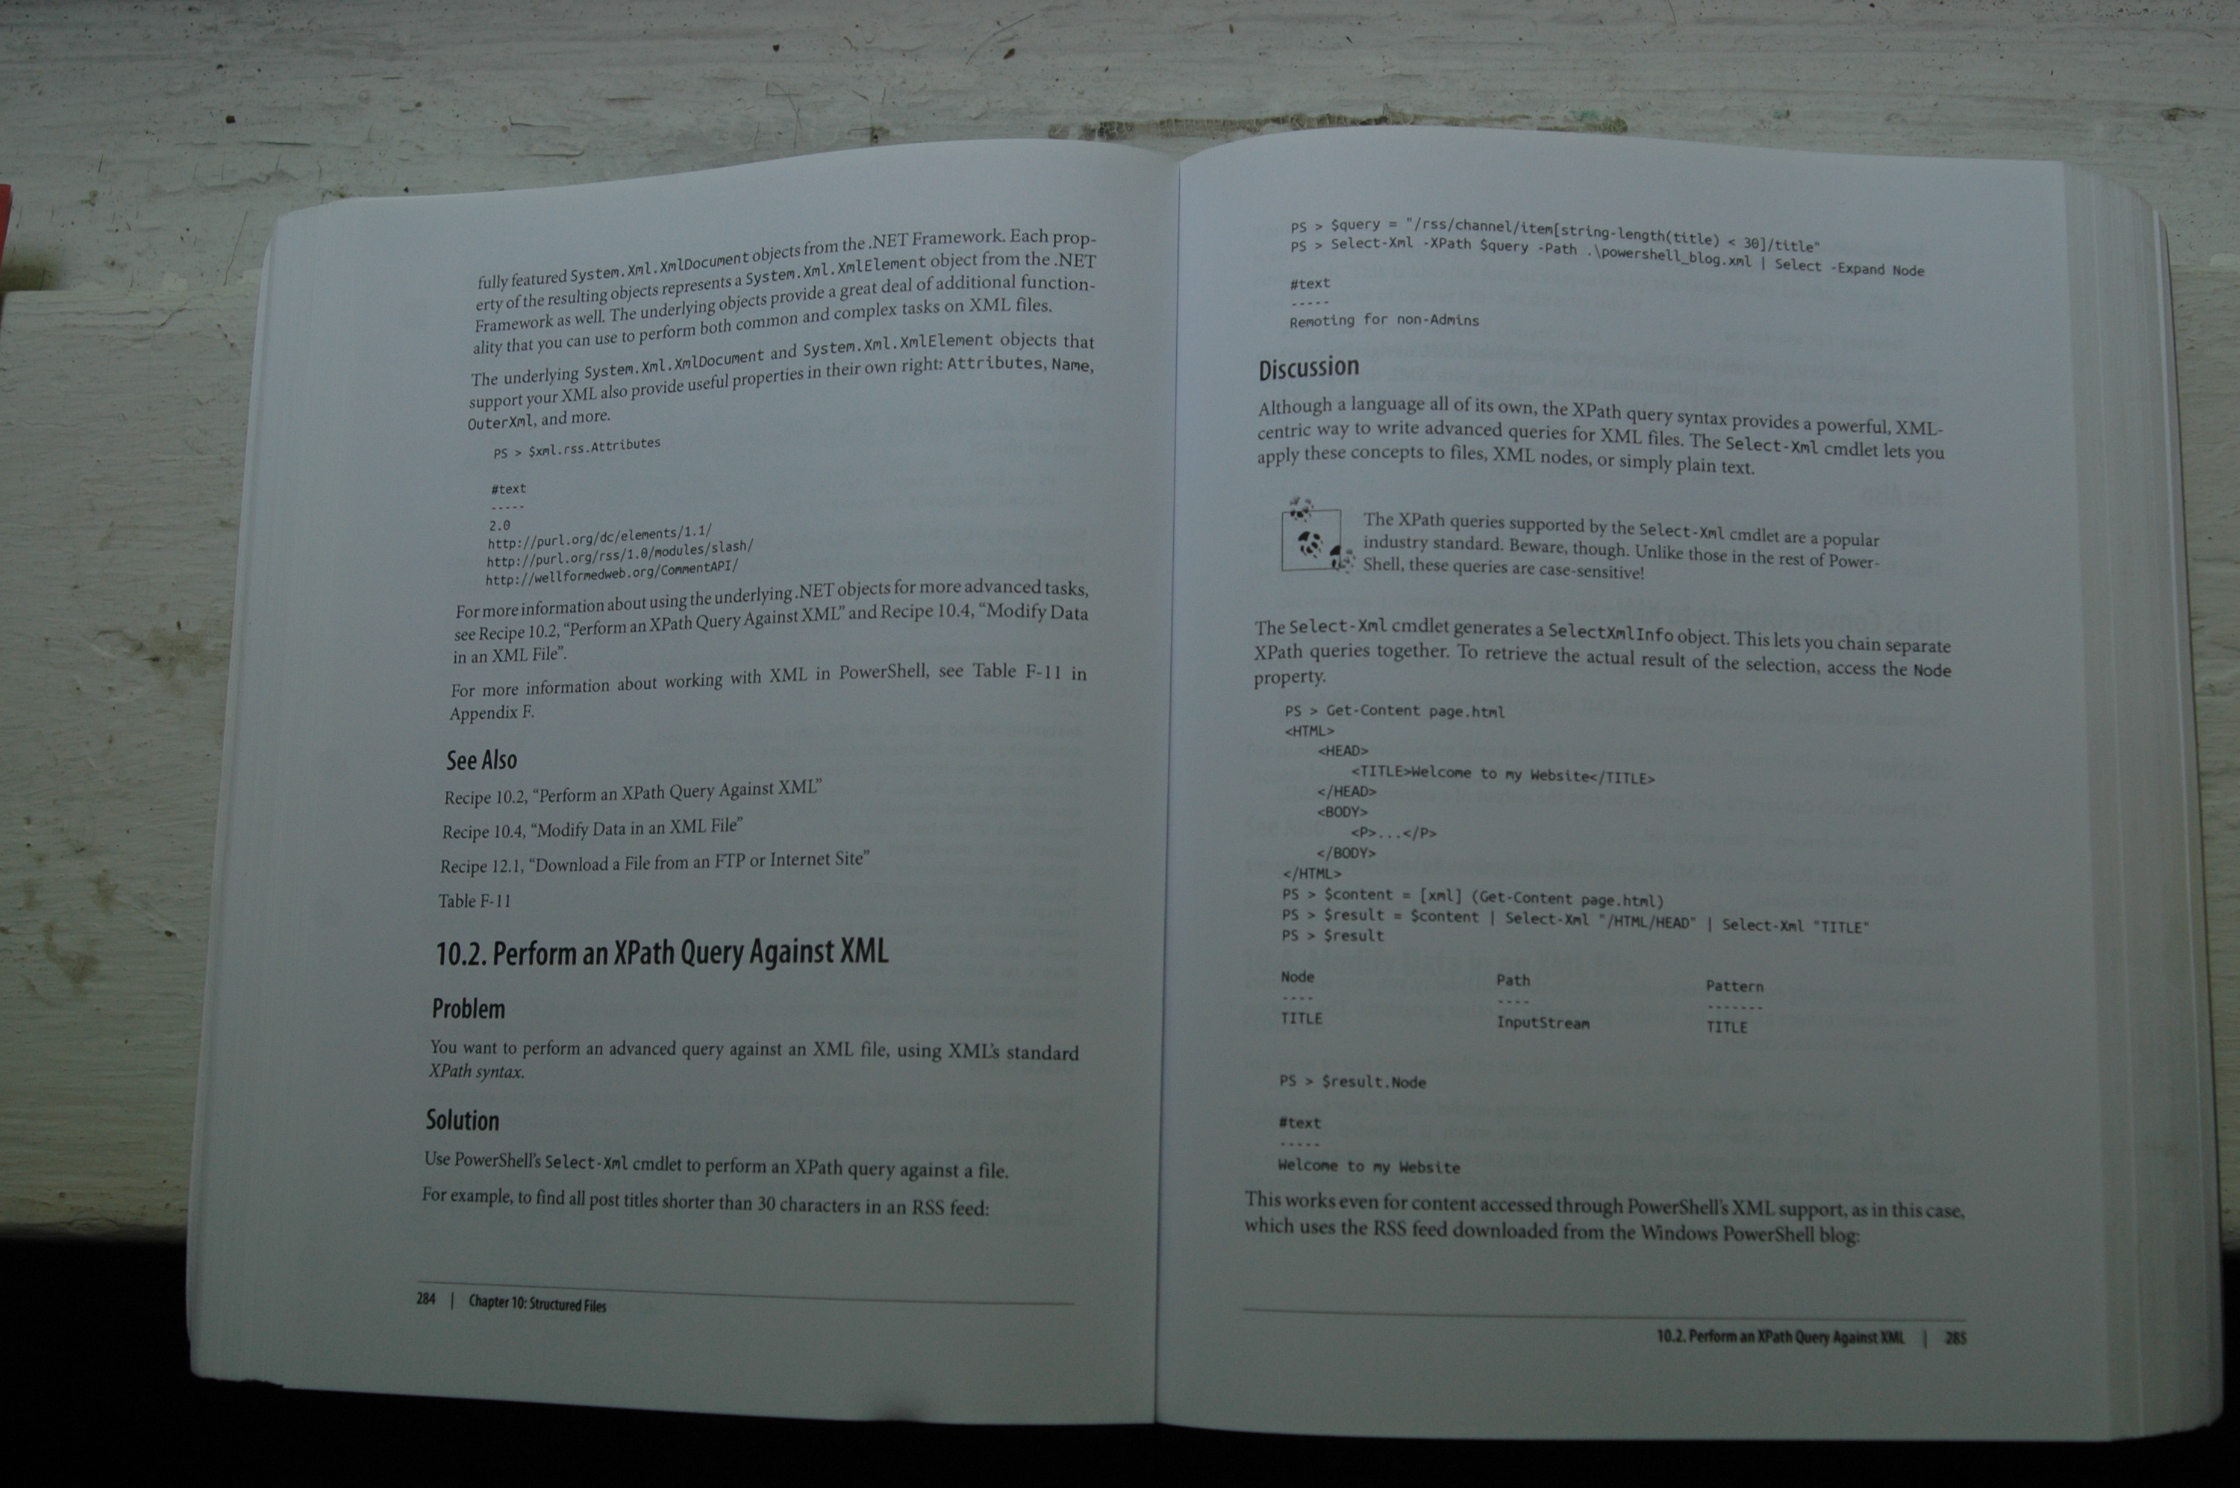 fully featured System.Xml.XmlDocument objects from the .NET Framework. Each prop-
erty of the resulting objects represents a System.Xml.XmlElement object from the .NET
Framework as well. The underlying objects provide a great deal of additional function-
ality that you can use to perform both common and complex tasks on XML files.
The underlying System.Xml.XmlDocument and System.Xml.XmlElement objects that
support your XML also provide useful properties in their own right: Attributes, Name,
OuterXml, and more.
PS > $xml.rss.Attributes
#text
-----
2.0
http://purl.org/dc/elements/1.1/
http://purl.org/rss/1.0/modules/slash/
http://wellformedweb.org/CommentAPI/
For more information about using the underlying .NET objects for more advanced tasks,
see Recipe 10.2, “Perform an XPath Query Against XML” and Recipe 10.4, “Modify Data
in an XML File”.
For more information about working with XML in PowerShell, see Table F-11 in
Appendix F.
See Also
Recipe 10.2, “Perform an XPath Query Against XML”
Recipe 10.4, “Modify Data in an XML File”
Recipe 12.1, “Download a File from an FTP or Internet Site”
Table F-11
10.2. Perform an XPath Query Against XML
Problem
You want to perform an advanced query against an XML file, using XML’s standard
XPath syntax.
Solution
Use PowerShell’s Select-Xml cmdlet to perform an XPath query against a file.
For example, to find all post titles shorter than 30 characters in an RSS feed:
284 | Chapter 10: Structured Files
PS > $query = "/rss/channel/item[string-length(title) < 30]/title"
PS > Select-Xml -XPath $query -Path .\powershell_blog.xml | Select -Expand Node
#text
-----
Remoting for non-Admins
Discussion
Although a language all of its own, the XPath query syntax provides a powerful, XML-
centric way to write advanced queries for XML files. The Select-Xml cmdlet lets you
apply these concepts to files, XML nodes, or simply plain text.
The XPath queries supported by the Select-Xml cmdlet are a popular
industry standard. Beware, though. Unlike those in the rest of Power-
Shell, these queries are case-sensitive!
The Select-Xml cmdlet generates a SelectXmlInfo object. This lets you chain separate
XPath queries together. To retrieve the actual result of the selection, access the Node
property.
PS > Get-Content page.html
<HTML>
    <HEAD>
        <TITLE>Welcome to my Website</TITLE>
    </HEAD>
    <BODY>
        <P>...</P>
    </BODY>
</HTML>
PS > $content = [xml] (Get-Content page.html)
PS > $result = $content | Select-Xml "/HTML/HEAD" | Select-Xml "TITLE"
PS > $result
Node Path Pattern
---- ---- -------
TITLE InputStream TITLE
PS > $result.Node
#text
-----
Welcome to my Website
This works even for content accessed through PowerShell’s XML support, as in this case,
which uses the RSS feed downloaded from the Windows PowerShell blog:
10.2. Perform an XPath Query Against XML | 285